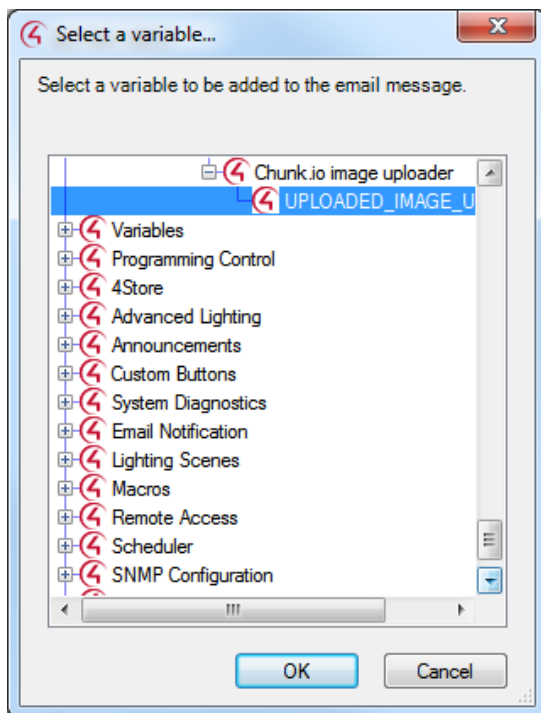 Select a variable...
Select a variable to be added to the email message.
Chunk.io image uploader
UPLOADED_IMAGE_U
Variables
Programming Control
4Store
Advanced Lighting
Announcements
Custom Buttons
System Diagnostics
Email Notification
Lighting Scenes
Macros
Remote Access
Scheduler
SNMP Configuration
OK Cancel